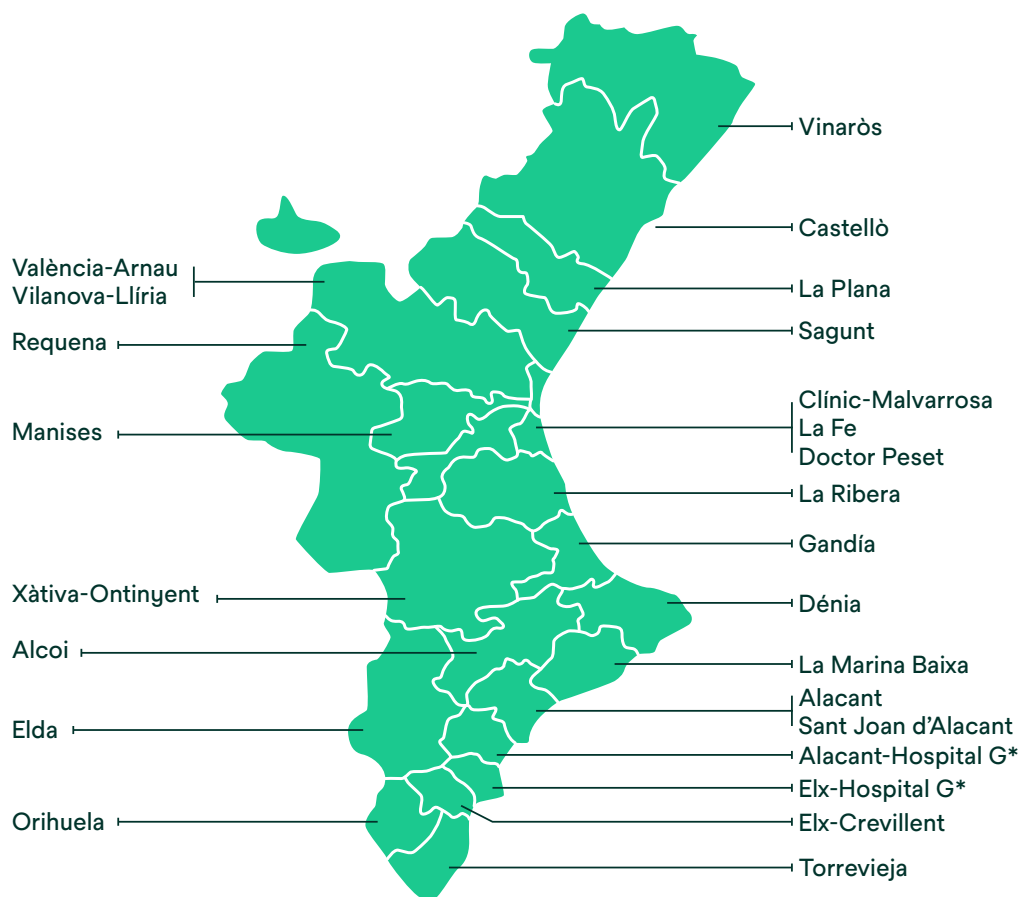 Vinaròs
Castellò
La Plana
Sagunt
Clínic-Malvarrosa
La Fe
Doctor Peset
La Ribera
Gandía
Dénia
La Marina Baixa
Alacant
Sant Joan d’Alacant
Alacant-Hospital G*
Elx-Hospital G*
Elx-Crevillent
Torrevieja
València-Arnau
Vilanova-Llíria
Requena
Manises
Xàtiva-Ontinyent
Alcoi
Elda
Orihuela